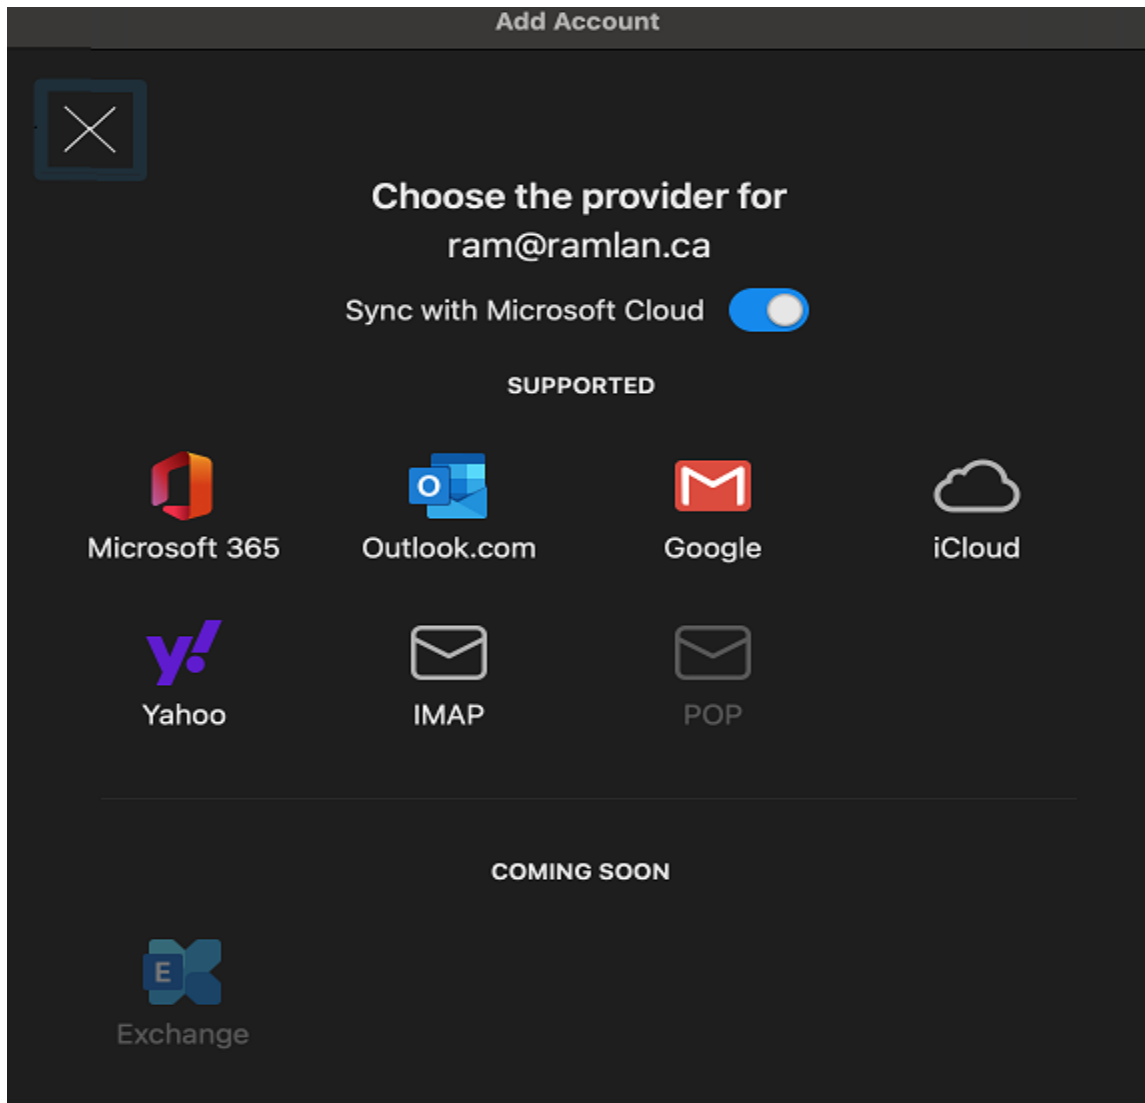 Add Account
Choose the provider for
ram@ramlan.ca
Sync with Microsoft Cloud
SUPPORTED
Microsoft 365
Outlook.com
Google
iCloud
Yahoo
IMAP
POP
COMING SOON
E
Exchange